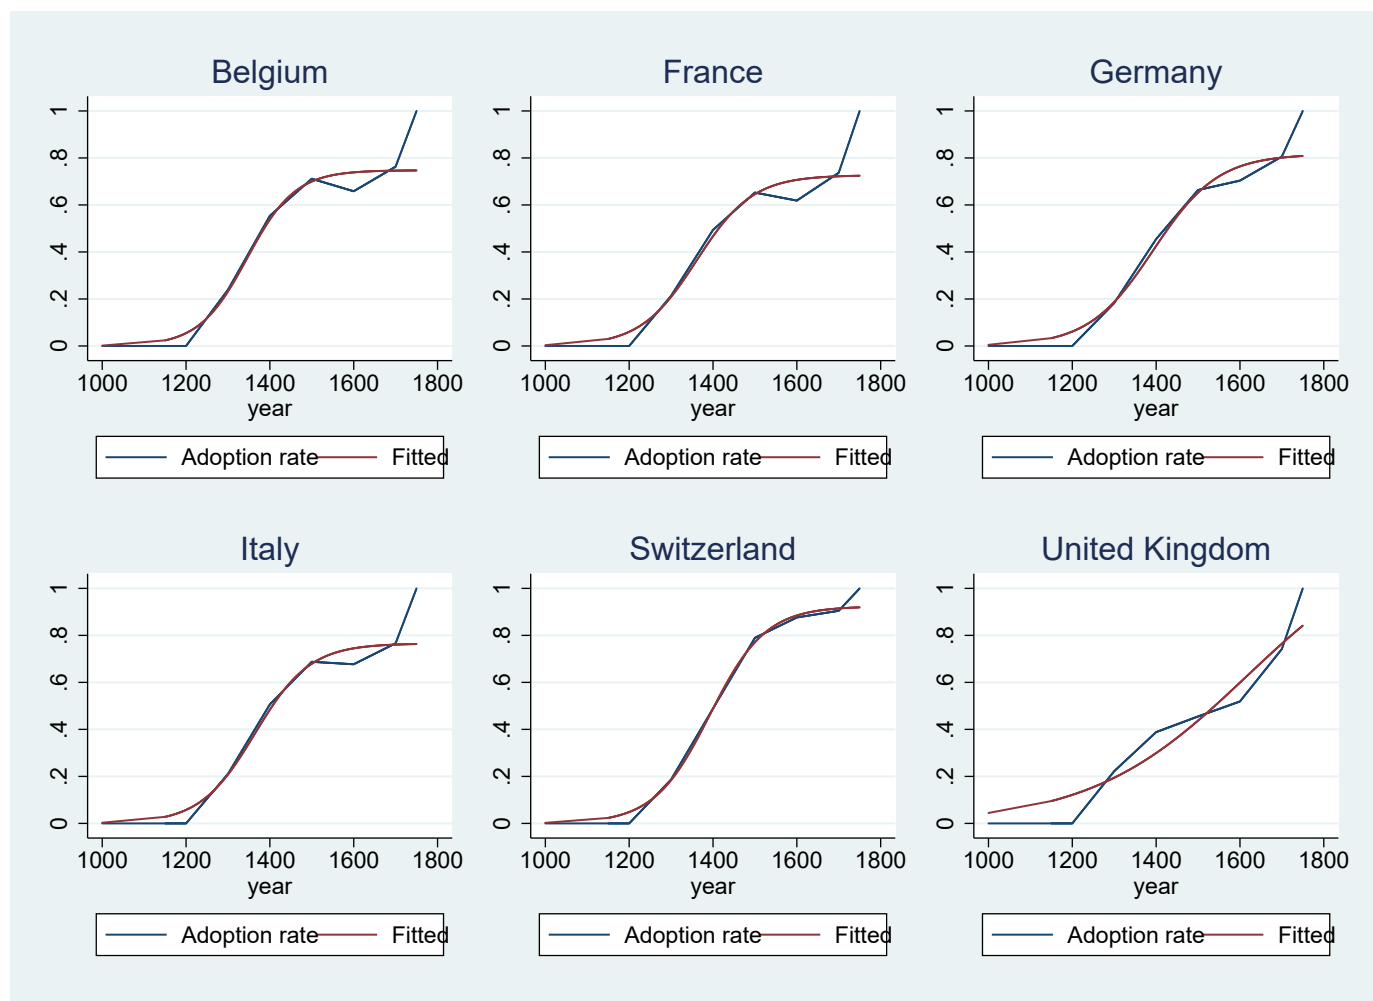 Belgium
France
Germany
1
.8
.6
.4
.2
0
1000 1200 1400 1600 1800
year
Adoption rate Fitted
1
.8
.6
.4
.2
0
1000 1200 1400 1600 1800
year
Adoption rate Fitted
1
.8
.6
.4
.2
0
1000 1200 1400 1600 1800
year
Adoption rate Fitted
Italy
Switzerland
United Kingdom
1
.8
.6
.4
.2
0
1000 1200 1400 1600 1800
year
Adoption rate Fitted
1
.8
.6
.4
.2
0
1000 1200 1400 1600 1800
year
Adoption rate Fitted
1
.8
.6
.4
.2
0
1000 1200 1400 1600 1800
year
Adoption rate Fitted